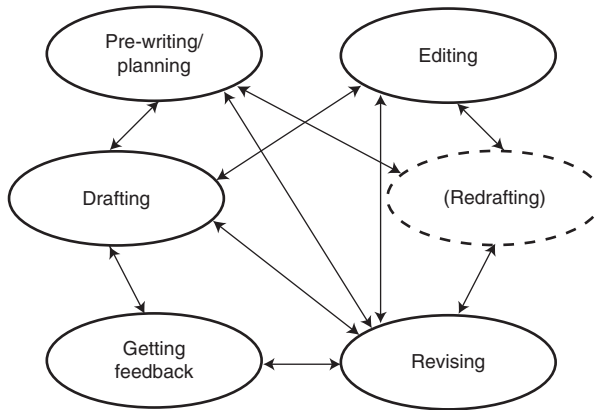 Pre-writing/
planning
Editing
Drafting
(Redrafting)
Getting
feedback
Revising